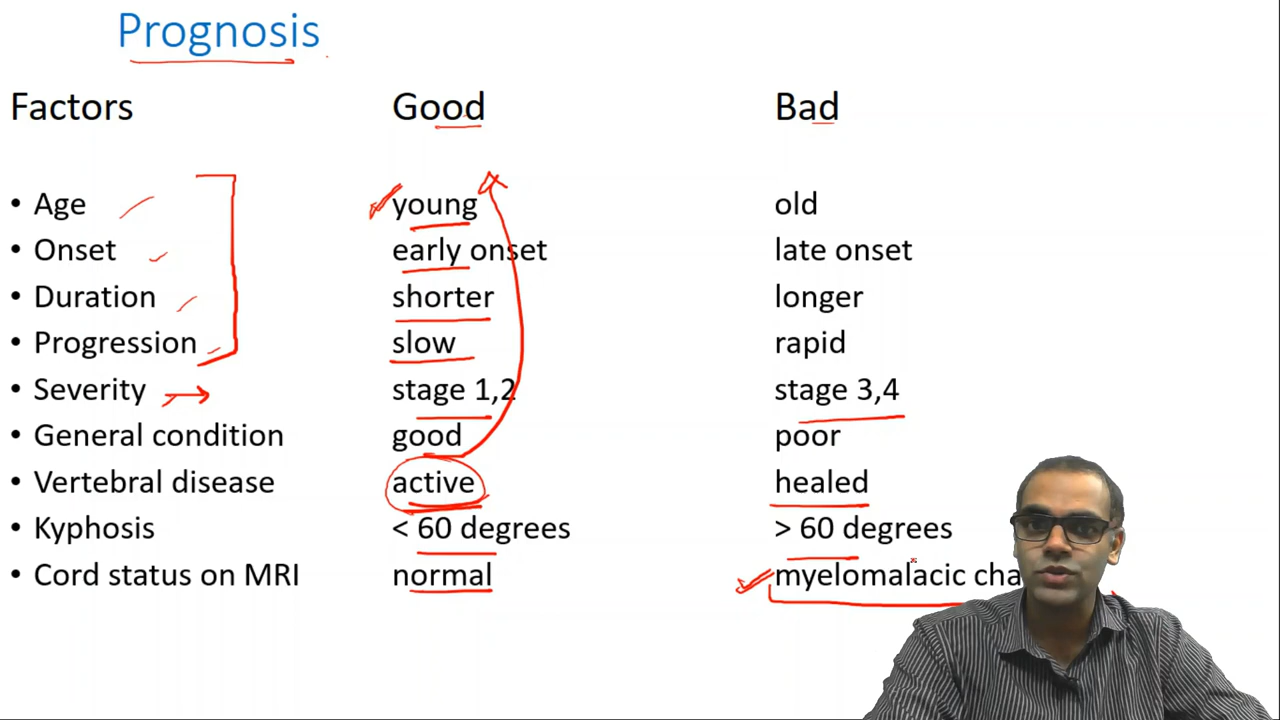 Prognosis
Factors Good Bad
• Age young old
• Onset early onset late onset
• Duration shorter longer
• Progression slow rapid
• Severity stage 1,2 stage 3,4
• General condition good poor
• Vertebral disease active healed
• Kyphosis < 60 degrees > 60 degrees
• Cord status on MRI normal myelomalacic